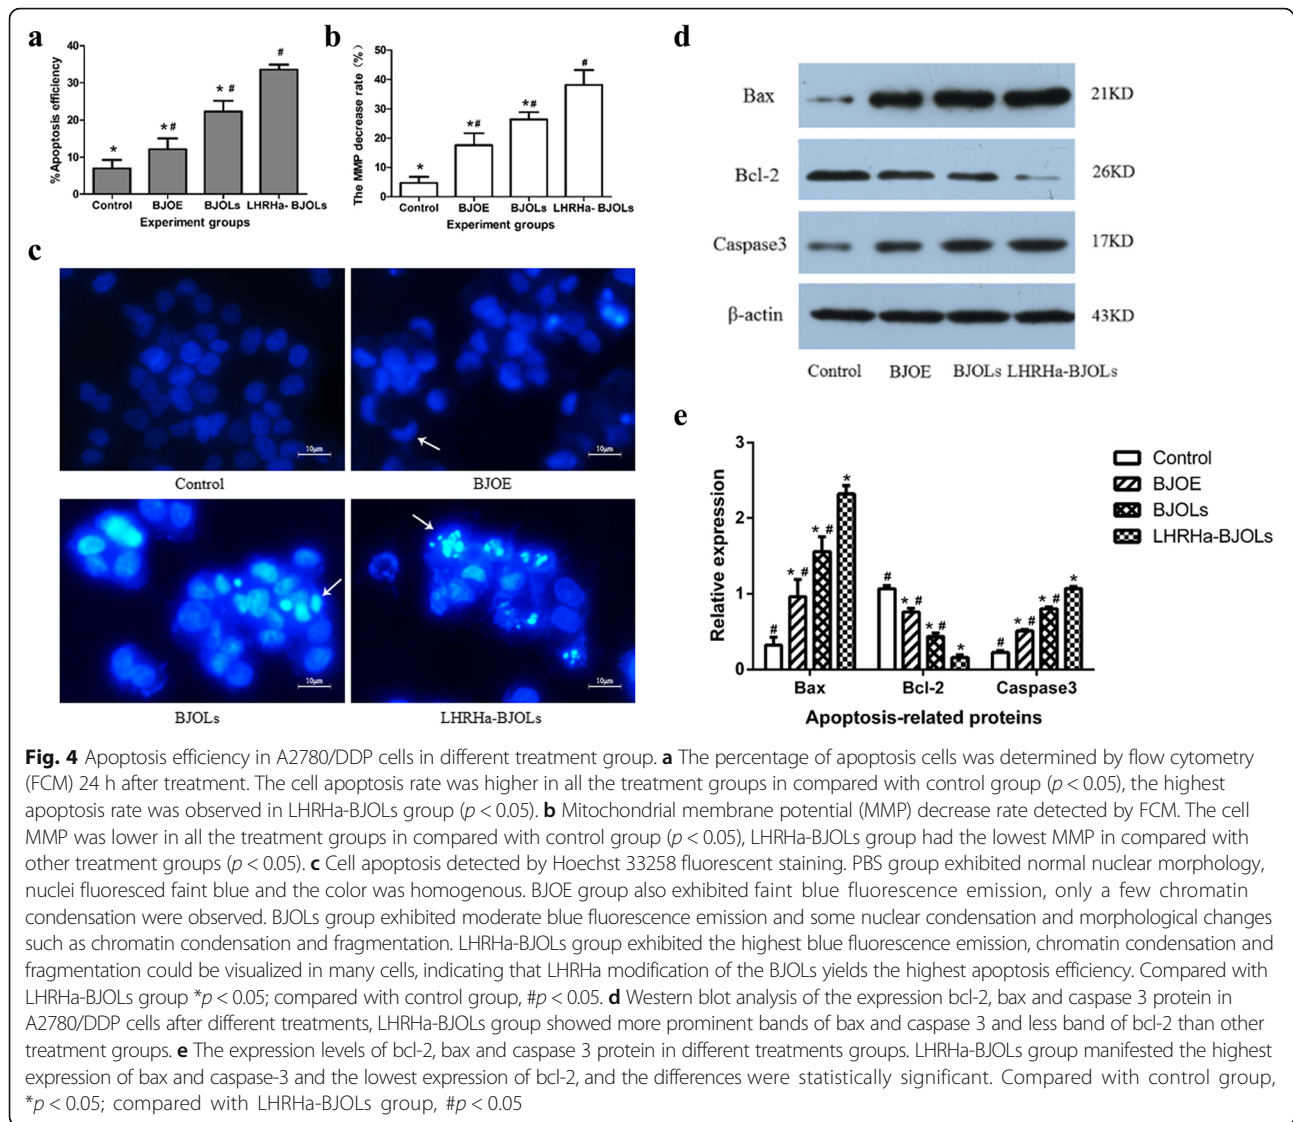 a
40
30
20
10
0
%Apoptosis efficiency
*
* #
* #
#
Control BJOE BJOLs LHRHa- BJOLs
Experiment groups
b
50
40
30
20
10
0
The MMP decrease rate (%)
*
*#
*#
#
Control BJOE BJOLs LHRHa- BJOLs
Experiment groups
c
10μm
10μm
Control BJOE
10μm
10μm
BJOLs LHRHa-BJOLs
d
Bax 21KD
Bcl-2 26KD
Caspase3 17KD
β-actin 43KD
Control BJOE BJOLs LHRHa-BJOLs
e
3
2
1
0
Relative expression
# * # * # *
# * # * # *
# * # * # *
Bax Bcl-2 Caspase3
Apoptosis-related proteins
Control
BJOE
BJOLs
LHRHa-BJOLs
Fig. 4 Apoptosis efficiency in A2780/DDP cells in different treatment group. a The percentage of apoptosis cells was determined by flow cytometry
(FCM) 24 h after treatment. The cell apoptosis rate was higher in all the treatment groups in compared with control group (p < 0.05), the highest
apoptosis rate was observed in LHRHa-BJOLs group (p < 0.05). b Mitochondrial membrane potential (MMP) decrease rate detected by FCM. The cell
MMP was lower in all the treatment groups in compared with control group (p < 0.05), LHRHa-BJOLs group had the lowest MMP in compared with
other treatment groups (p < 0.05). c Cell apoptosis detected by Hoechst 33258 fluorescent staining. PBS group exhibited normal nuclear morphology,
nuclei fluoresced faint blue and the color was homogenous. BJOE group also exhibited faint blue fluorescence emission, only a few chromatin
condensation were observed. BJOLs group exhibited moderate blue fluorescence emission and some nuclear condensation and morphological changes
such as chromatin condensation and fragmentation. LHRHa-BJOLs group exhibited the highest blue fluorescence emission, chromatin condensation and
fragmentation could be visualized in many cells, indicating that LHRHa modification of the BJOLs yields the highest apoptosis efficiency. Compared with
LHRHa-BJOLs group *p < 0.05; compared with control group, #p < 0.05. d Western blot analysis of the expression bcl-2, bax and caspase 3 protein in
A2780/DDP cells after different treatments, LHRHa-BJOLs group showed more prominent bands of bax and caspase 3 and less band of bcl-2 than other
treatment groups. e The expression levels of bcl-2, bax and caspase 3 protein in different treatments groups. LHRHa-BJOLs group manifested the highest
expression of bax and caspase-3 and the lowest expression of bcl-2, and the differences were statistically significant. Compared with control group,
*p < 0.05; compared with LHRHa-BJOLs group, #p < 0.05